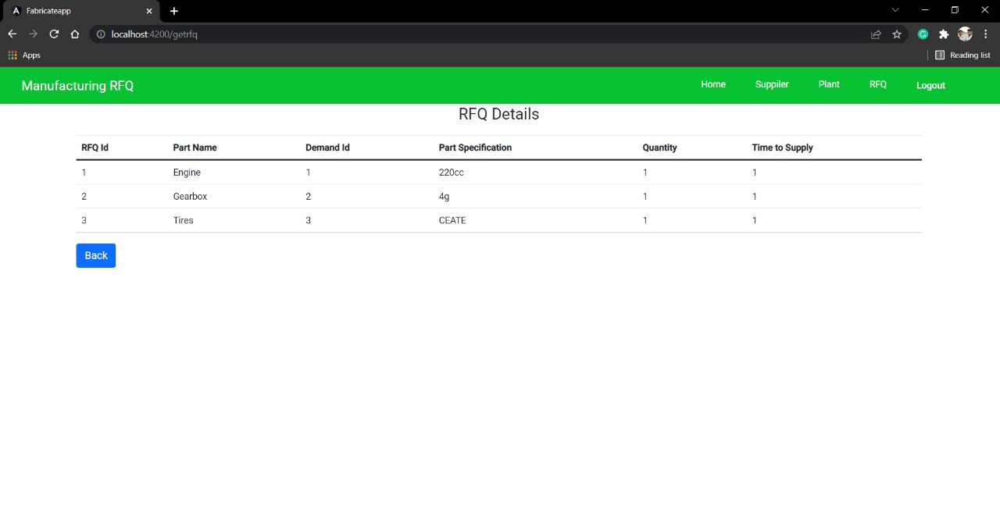 Fabricateapp
localhost:4200/getrfq
Apps
Reading list
Manufacturing RFQ Home Suppiler Plant RFQ Logout
RFQ Details
RFQ Id Part Name Demand Id Part Specification Quantity Time to Supply
1 Engine 1 220cc 1 1
2 Gearbox 2 4g 1 1
3 Tires 3 CEATE 1 1
Back